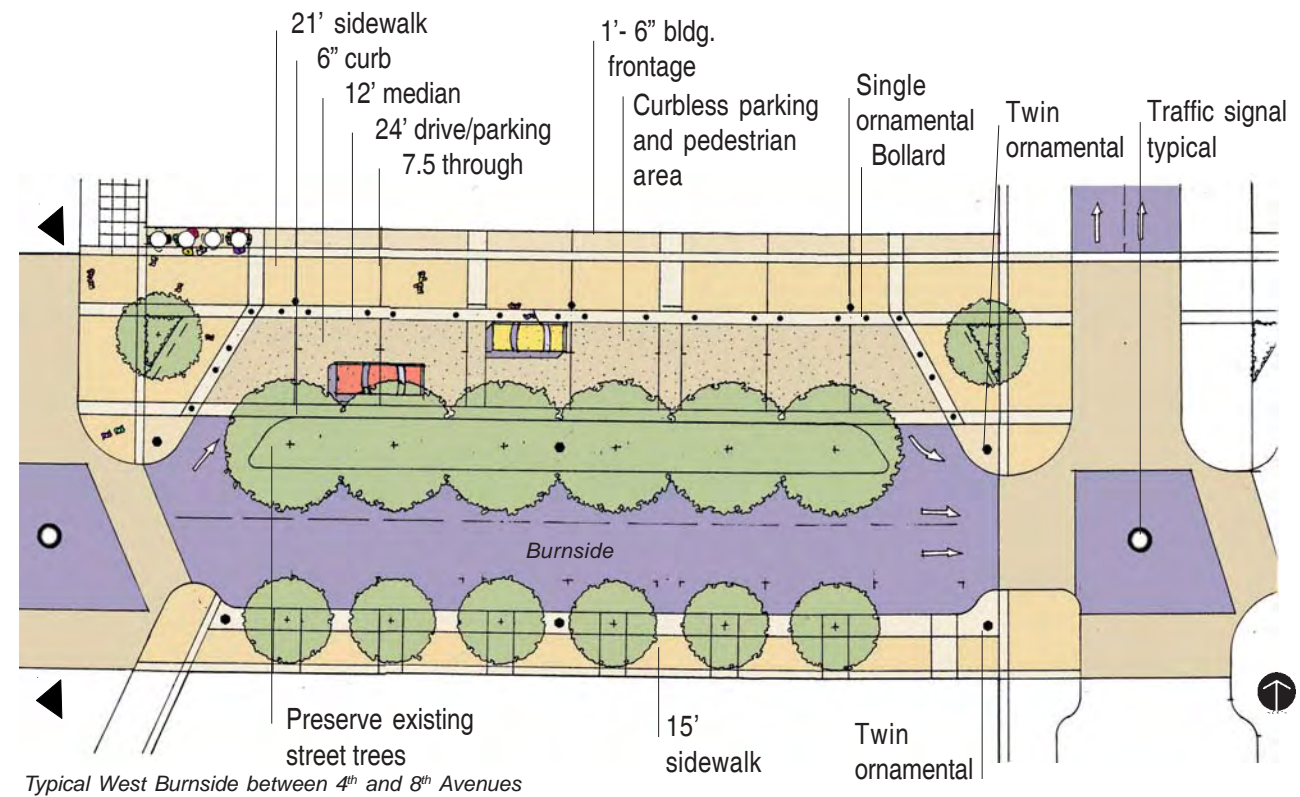 21’ sidewalk
6” curb
12’ median
24’ drive/parking
7.5 through
1’- 6” bldg.
frontage
Curbless parking
and pedestrian
area
Single
ornamental
Bollard
Twin
ornamental
Traffic signal
typical
Burnside
Preserve existing
street trees
15’
sidewalk
Twin
ornamental
Typical West Burnside between 4th and 8th Avenues